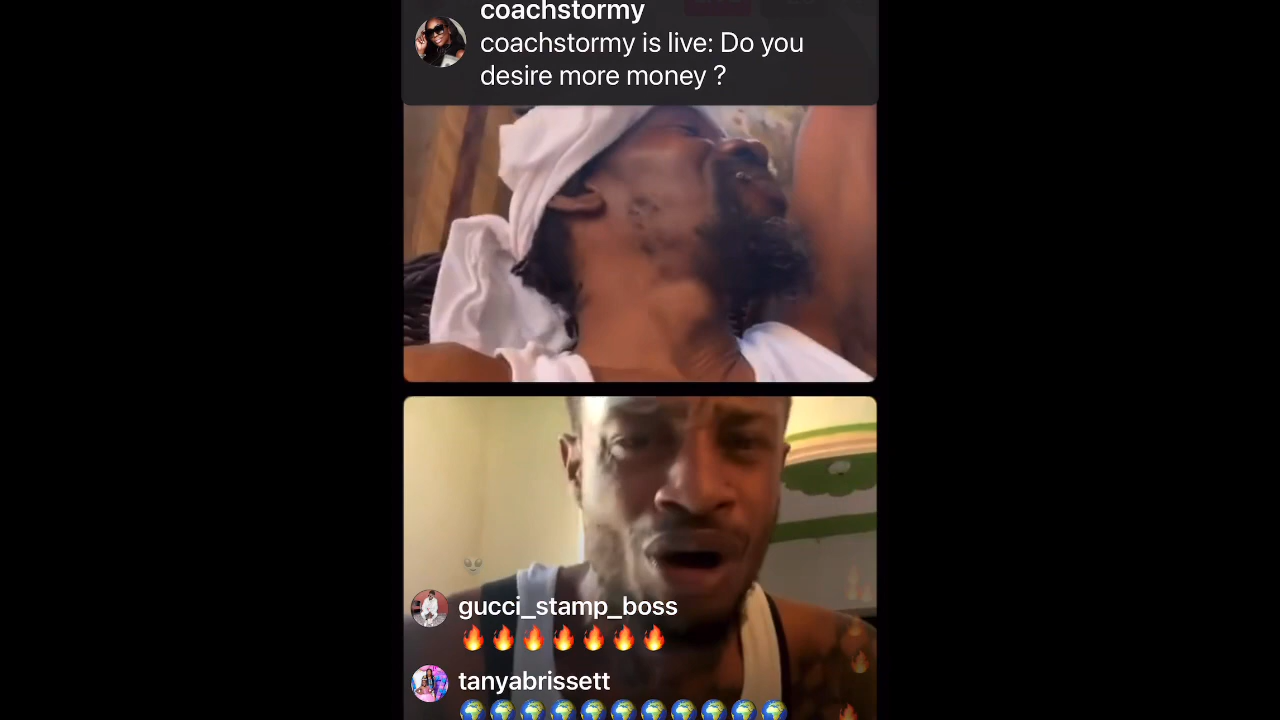 coachstormy
coachstormy is live: Do you
desire more money ?
gucci_stamp_boss
🔥🔥🔥🔥🔥🔥🔥
tanyabrissett
🌍🌍🌍🌍🌍🌍🌍🌍🌍🌍🌍